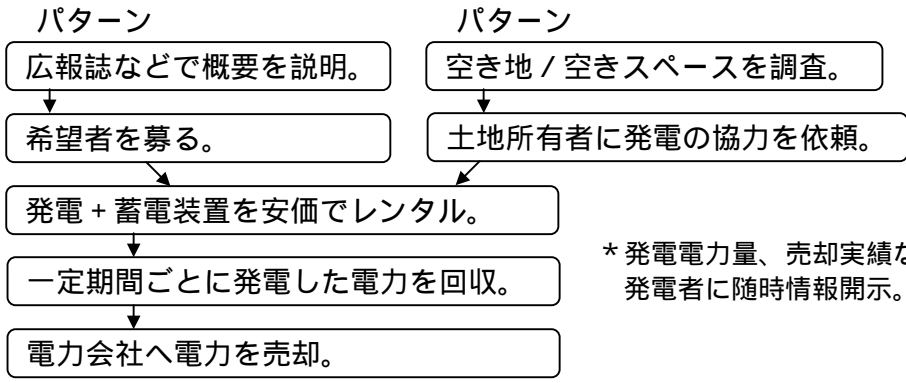 パターン
パターン
広報誌などで概要を説明。
空き地 / 空きスペースを調査。
希望者を募る。
土地所有者に発電の協力を依頼。
発電 + 蓄電装置を安価でレンタル。
一定期間ごとに発電した電力を回収。
電力会社へ電力を売却。
*発電電力量、売却実績な
発電者に随時情報開示。